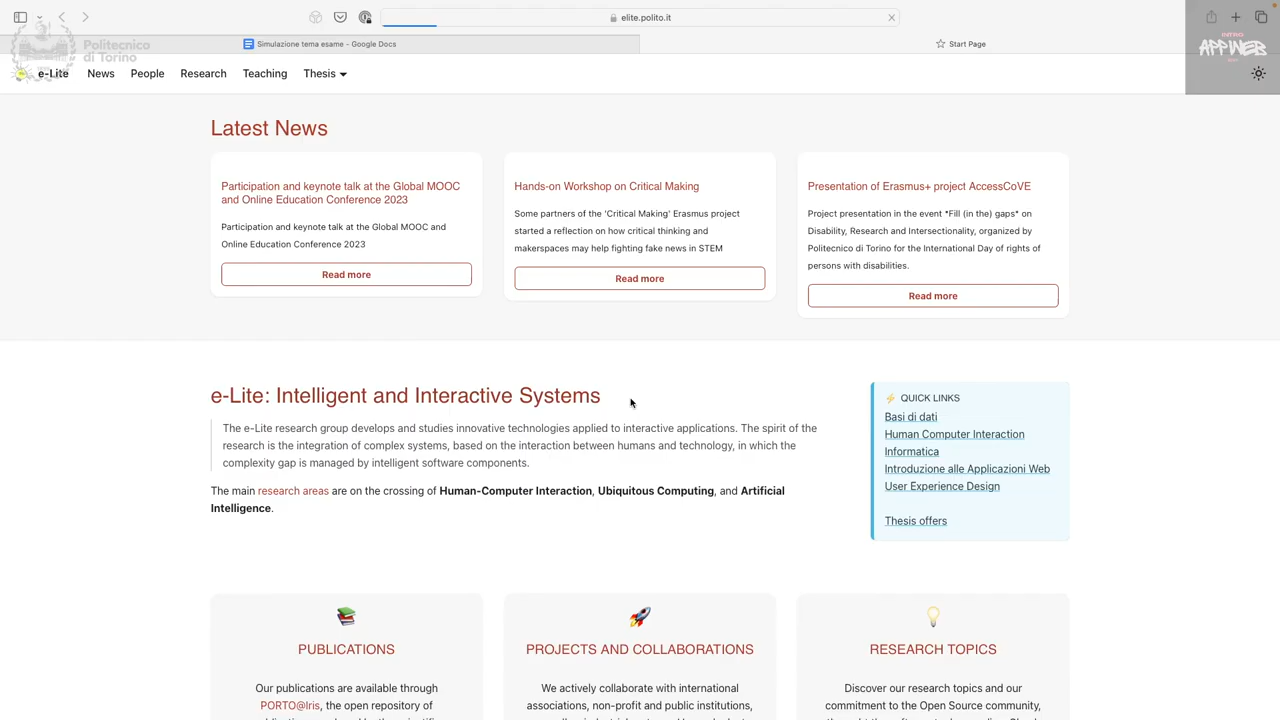 elite.polito.it
Politecnico
di Torino
Simulazione tema esame - Google Docs
Start Page
INTRO
APPWEB
e-Lite
News
People
Research
Teaching
Thesis
Latest News
Participation and keynote talk at the Global MOOC
and Online Education Conference 2023
Participation and keynote talk at the Global MOOC and
Online Education Conference 2023
Read more
Hands-on Workshop on Critical Making
Some partners of the 'Critical Making' Erasmus project
started a reflection on how critical thinking and
makerspaces may help fighting fake news in STEM
Read more
Presentation of Erasmus+ project AccessCoVE
Project presentation in the event *Fill (in the) gaps* on
Disability, Research and Intersectionality, organized by
Politecnico di Torino for the International Day of rights of
persons with disabilities.
Read more
e-Lite: Intelligent and Interactive Systems
The e-Lite research group develops and studies innovative technologies applied to interactive applications. The spirit of the
research is the integration of complex systems, based on the interaction between humans and technology, in which the
complexity gap is managed by intelligent software components.
The main research areas are on the crossing of Human-Computer Interaction, Ubiquitous Computing, and Artificial
Intelligence.
⚡ QUICK LINKS
Basi di dati
Human Computer Interaction
Informatica
Introduzione alle Applicazioni Web
User Experience Design
Thesis offers
PUBLICATIONS
Our publications are available through
PORTO@Iris, the open repository of
PROJECTS AND COLLABORATIONS
We actively collaborate with international
associations, non-profit and public institutions,
RESEARCH TOPICS
Discover our research topics and our
commitment to the Open Source community,